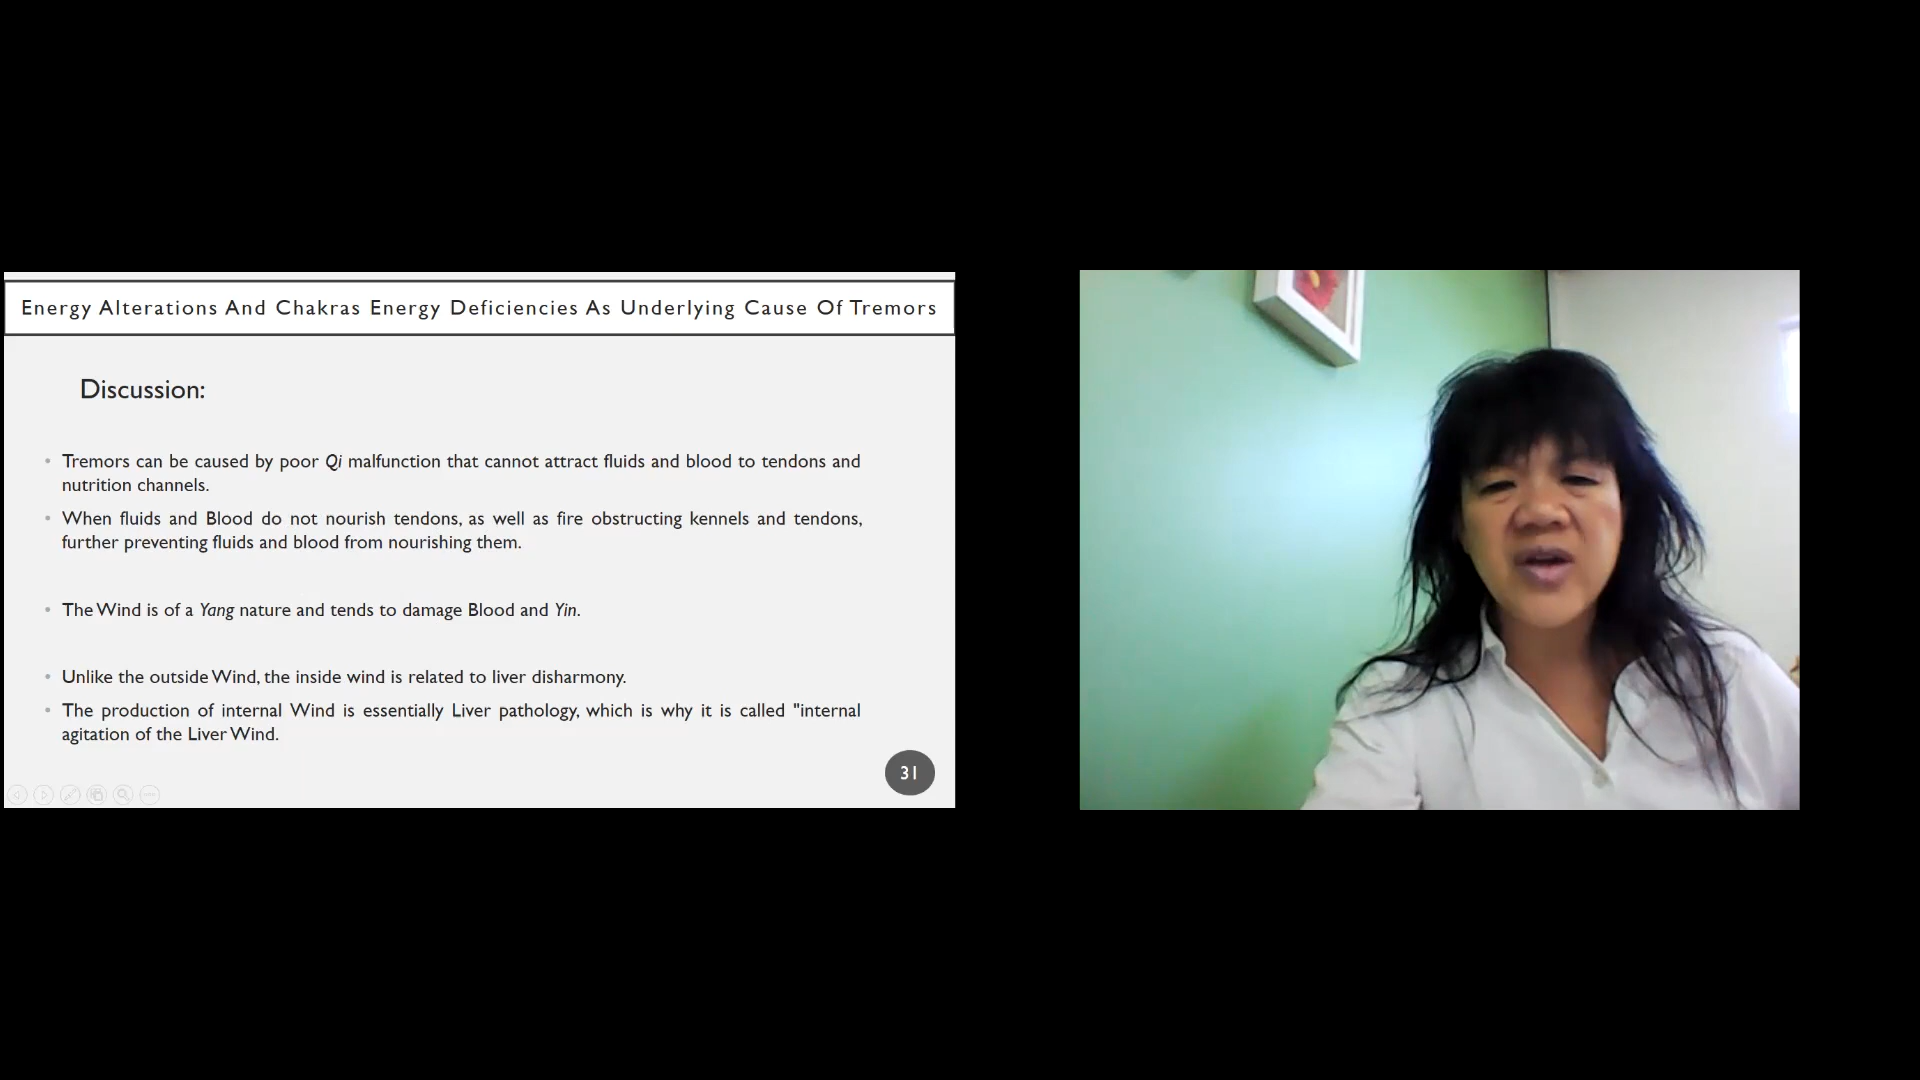 Energy Alterations And Chakras Energy Deficiencies As Underlying Cause Of Tremors
Discussion:
• Tremors can be caused by poor Qi malfunction that cannot attract fluids and blood to tendons and
nutrition channels.
• When fluids and Blood do not nourish tendons, as well as fire obstructing kennels and tendons,
further preventing fluids and blood from nourishing them.
• The Wind is of a Yang nature and tends to damage Blood and Yin.
• Unlike the outside Wind, the inside wind is related to liver disharmony.
• The production of internal Wind is essentially Liver pathology, which is why it is called "internal
agitation of the Liver Wind.
31